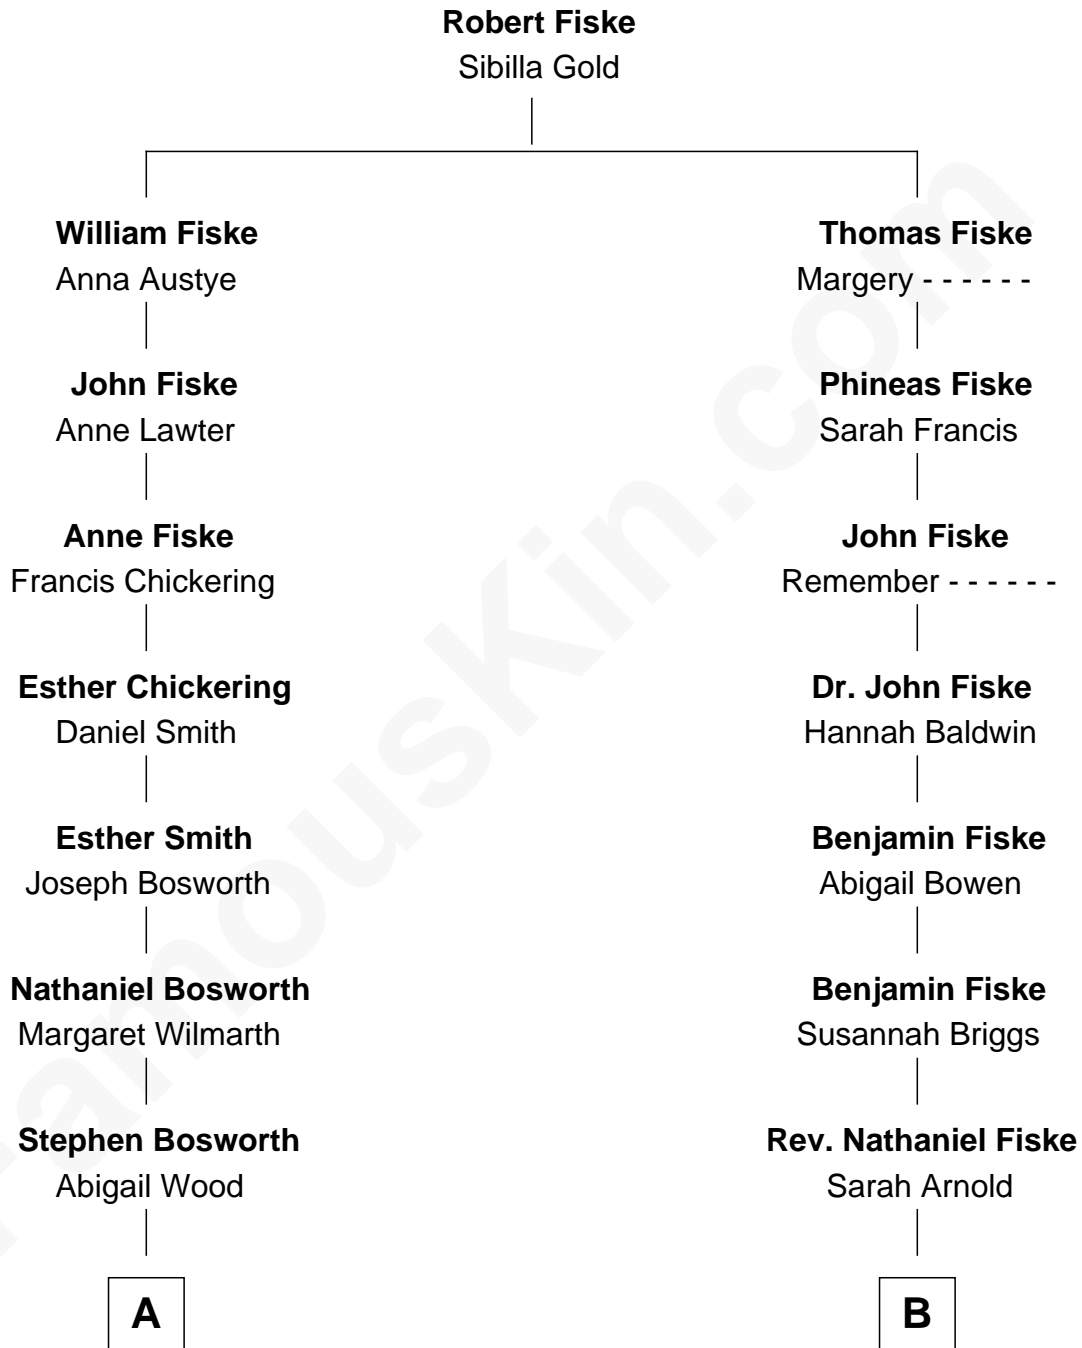 Robert Fiske
Sibilla Gold
William Fiske
Anna Austye
John Fiske
Anne Lawter
Anne Fiske
Francis Chickering
Esther Chickering
Daniel Smith
Esther Smith
Joseph Bosworth
Nathaniel Bosworth
Margaret Wilmarth
Stephen Bosworth
Abigail Wood
A
Thomas Fiske
Margery - - - - - -
Phineas Fiske
Sarah Francis
John Fiske
Remember - - - - - -
Dr. John Fiske
Hannah Baldwin
Benjamin Fiske
Abigail Bowen
Benjamin Fiske
Susannah Briggs
Rev. Nathaniel Fiske
Sarah Arnold
B
FamousKin.com